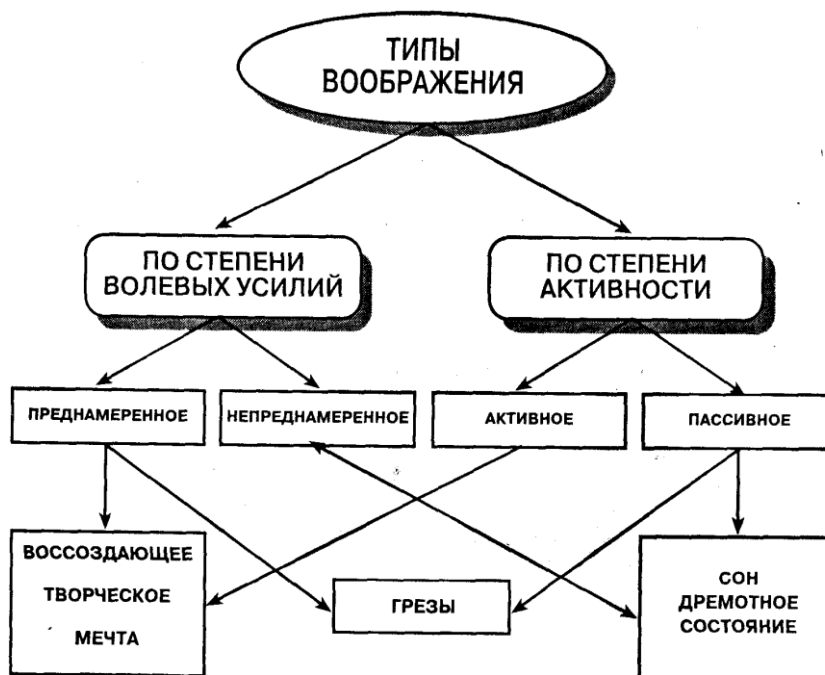 ТИПЫ
ВООБРАЖЕНИЯ
ПО СТЕПЕНИ
ВОЛЕВЫХ УСИЛИЙ
ПО СТЕПЕНИ
АКТИВНОСТИ
ПРЕДНАМЕРЕННОЕ
НЕПРЕДНАМЕРЕННОЕ
АКТИВНОЕ
ПАССИВНОЕ
ВОССОЗДАЮЩЕЕ
ТВОРЧЕСКОЕ
МЕЧТА
ГРЕЗЫ
СОН
ДРЕМОТНОЕ
СОСТОЯНИЕ